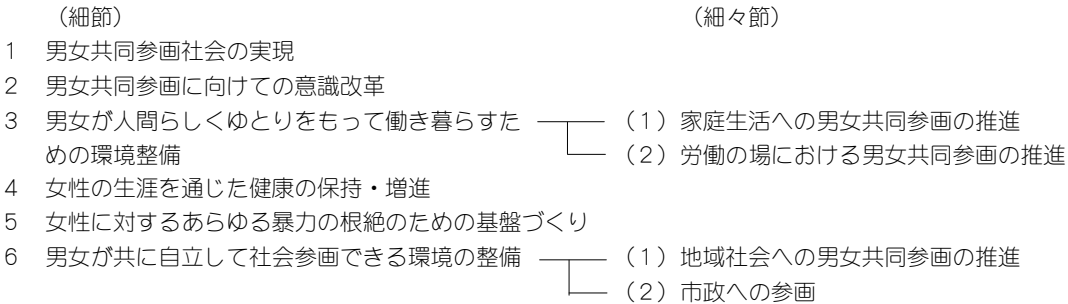 （細節） （細々節）
１ 男女共同参画社会の実現
２ 男女共同参画に向けての意識改革
３ 男女が人間らしくゆとりをもって働き暮らすた （１）家庭生活への男女共同参画の推進
めの環境整備 （２）労働の場における男女共同参画の推進
４ 女性の生涯を通じた健康の保持・増進
５ 女性に対するあらゆる暴力の根絶のための基盤づくり
６ 男女が共に自立して社会参画できる環境の整備 （１）地域社会への男女共同参画の推進
（２）市政への参画